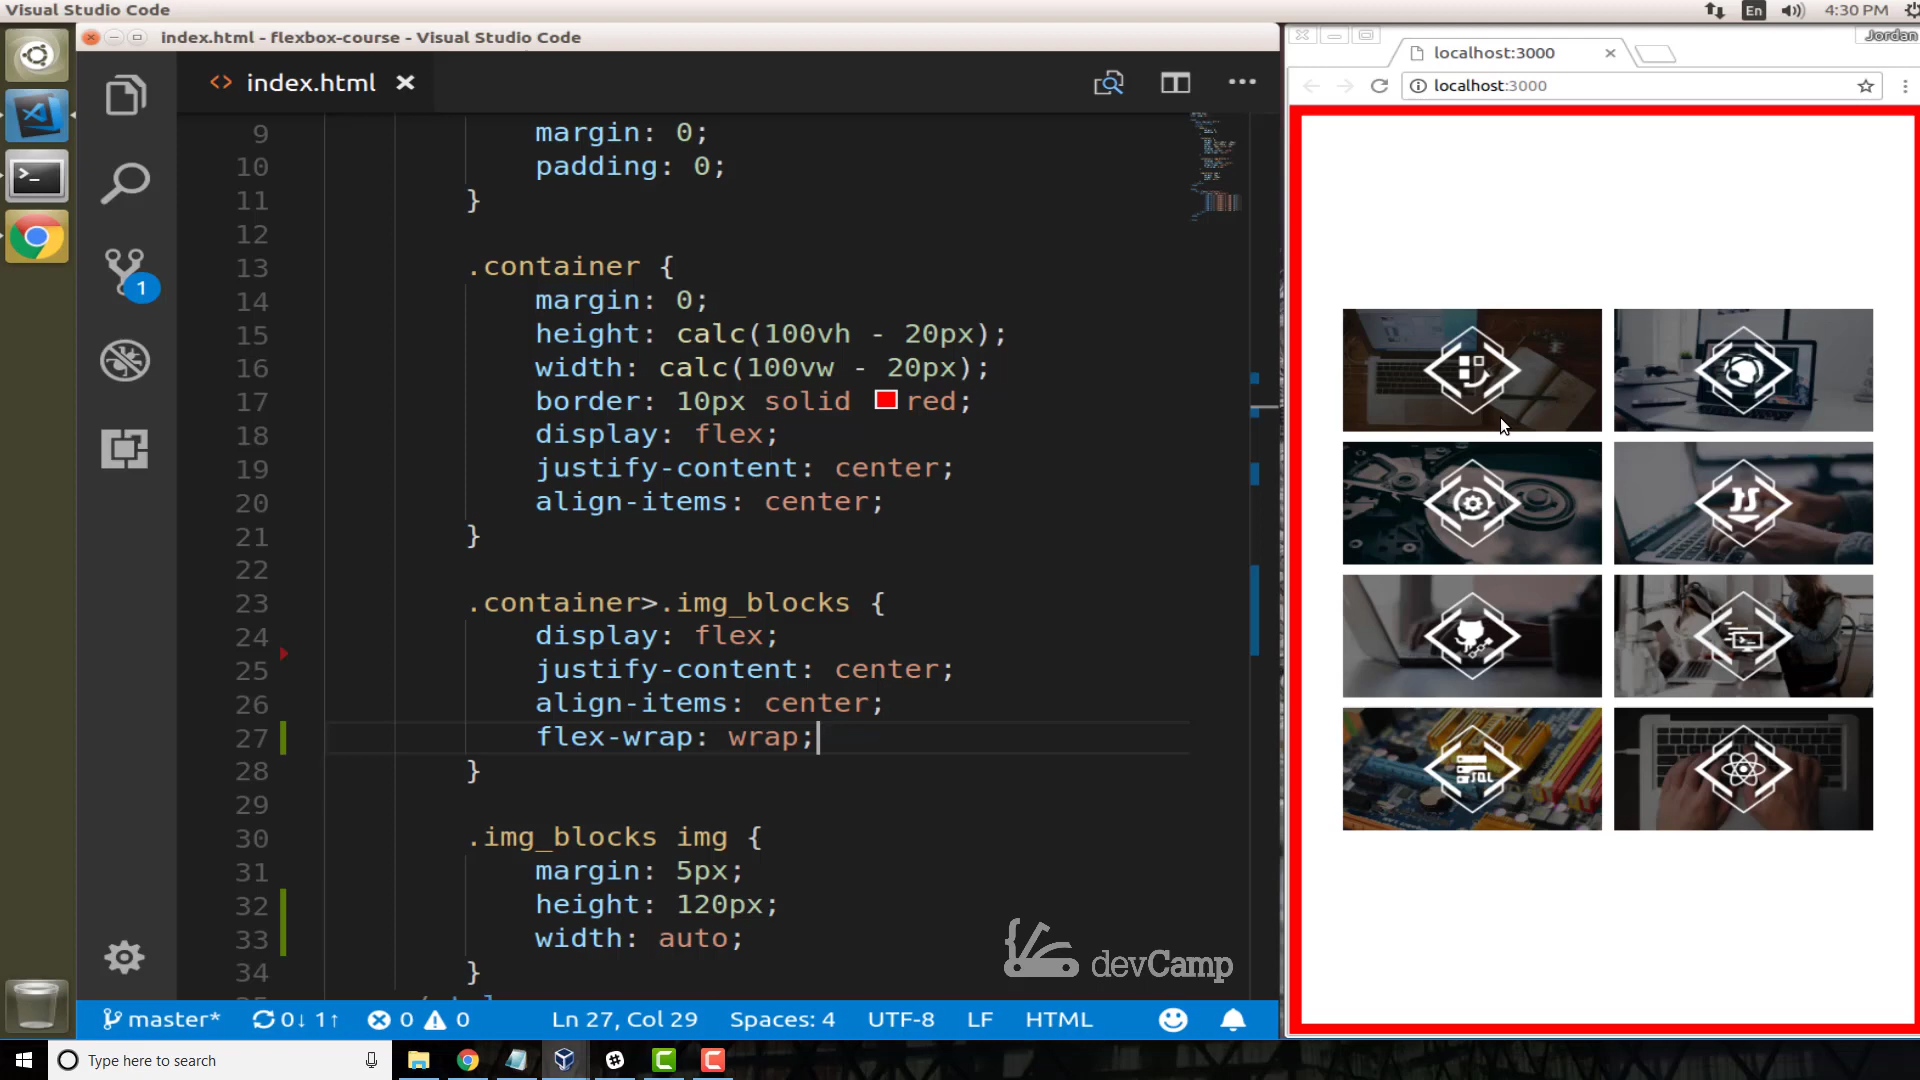 Visual Studio Code
En
4:30 PM
index.html - flexbox-course - Visual Studio Code
Jordan
localhost:3000
<> index.html
localhost:3000
9 margin: 0;
10 padding: 0;
11 }
12
13 .container {
14 margin: 0;
15 height: calc(100vh - 20px);
16 width: calc(100vw - 20px);
17 border: 10px solid red;
18 display: flex;
19 justify-content: center;
20 align-items: center;
21 }
22
23 .container>.img_blocks {
24 display: flex;
25 justify-content: center;
26 align-items: center;
27 flex-wrap: wrap;
28 }
29
30 .img_blocks img {
31 margin: 5px;
32 height: 120px;
33 width: auto;
34 }
1
JS
SQL
devCamp
master* 0↓ 1↑ 0 0 Ln 27, Col 29 Spaces: 4 UTF-8 LF HTML
Type here to search